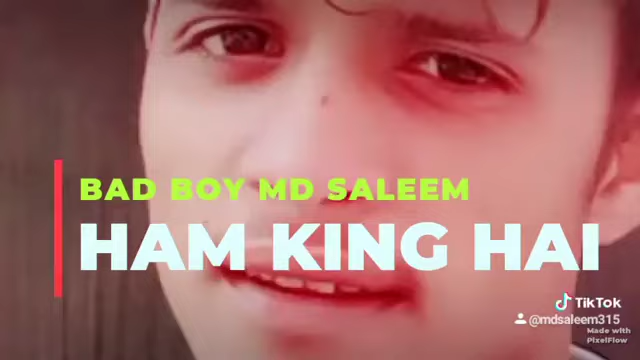 BAD BOY MD SALEEM
HAM KING HAI
TikTok
@mdsaleem315
Made with
PixelFlow